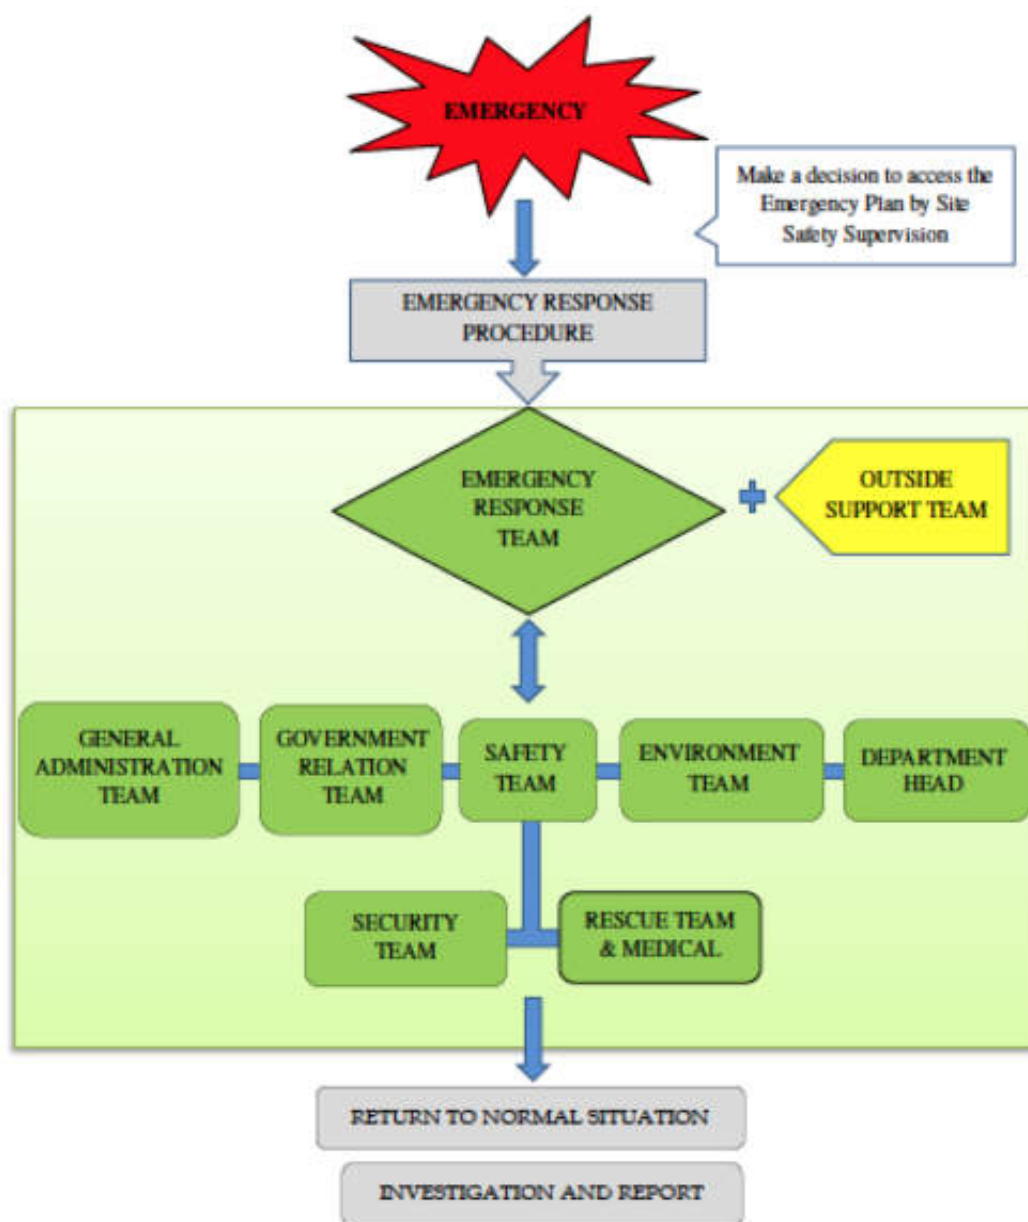 EMERGENCY
Make a decision to access the
Emergency Plan by Site
Safety Supervision
EMERGENCY RESPONSE
PROCEDURE
EMERGENCY
RESPONSE
TEAM
OUTSIDE
SUPPORT TEAM
GENERAL
ADMINISTRATION
TEAM
GOVERNMENT
RELATION
TEAM
SAFETY
TEAM
ENVIRONMENT
TEAM
DEPARTMENT
HEAD
SECURITY
TEAM
RESCUE TEAM
& MEDICAL
RETURN TO NORMAL SITUATION
INVESTIGATION AND REPORT